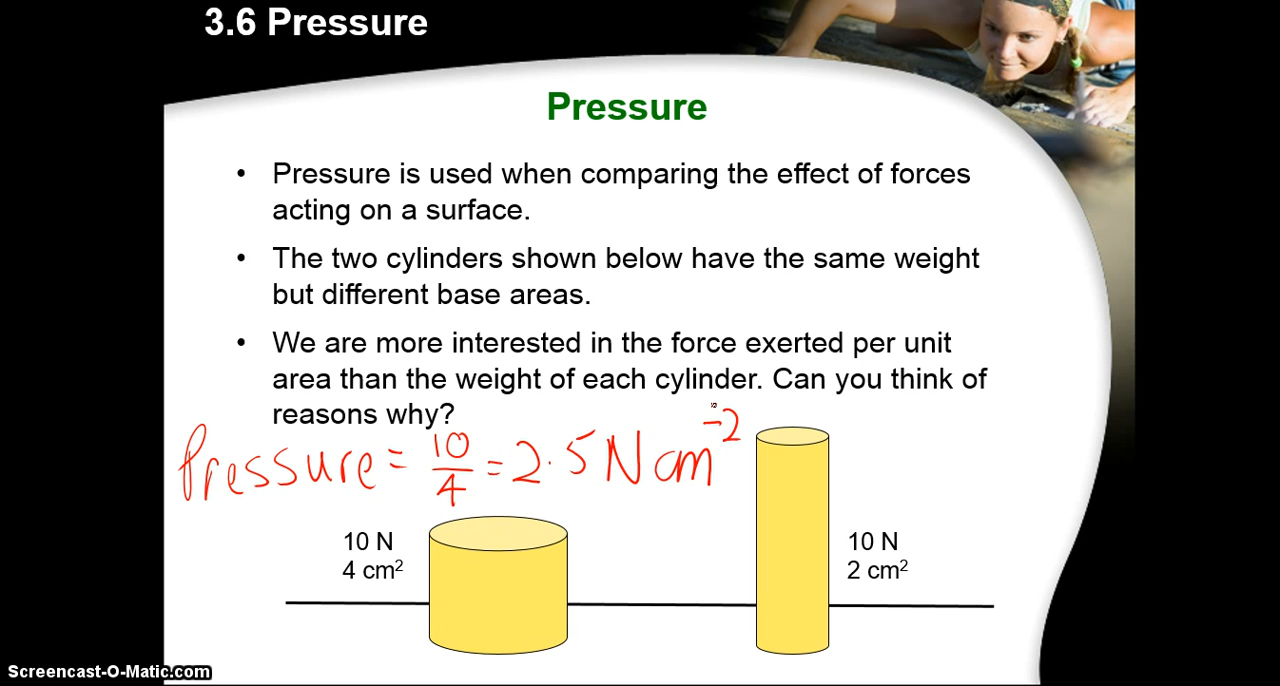 3.6 Pressure
Pressure
• Pressure is used when comparing the effect of forces
acting on a surface.
• The two cylinders shown below have the same weight
but different base areas.
• We are more interested in the force exerted per unit
area than the weight of each cylinder. Can you think of
reasons why?
Pressure = 10/4 = 2.5 N cm⁻²
10 N
4 cm²
10 N
2 cm²
Screencast-O-Matic.com